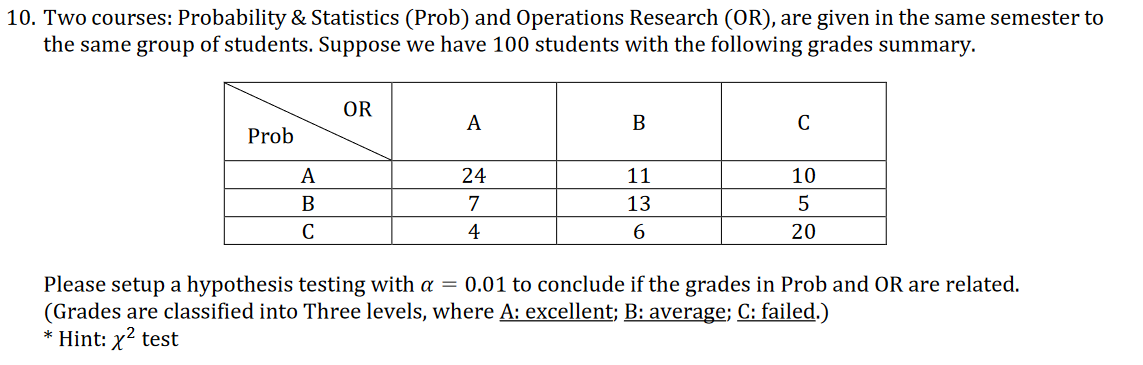 10. Two courses: Probability & Statistics (Prob) and Operations Research (OR), are given in the same semester to
the same group of students. Suppose we have 100 students with the following grades summary.
OR
Prob
A B C
A 24 11 10
B 7 13 5
C 4 6 20
Please setup a hypothesis testing with α = 0.01 to conclude if the grades in Prob and OR are related.
(Grades are classified into Three levels, where A: excellent; B: average; C: failed.)
* Hint: χ² test